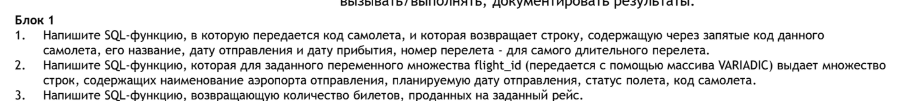 вызывать/выполнять, документировать результаты.
Блок 1
1. Напишите SQL-функцию, в которую передается код самолета, и которая возвращает строку, содержащую через запятые код данного
самолета, его название, дату отправления и дату прибытия, номер перелета - для самого длительного перелета.
2. Напишите SQL-функцию, которая для заданного переменного множества flight_id (передается с помощью массива VARIADIC) выдает множество
строк, содержащих наименование аэропорта отправления, планируемую дату отправления, статус полета, код самолета.
3. Напишите SQL-функцию, возвращающую количество билетов, проданных на заданный рейс.